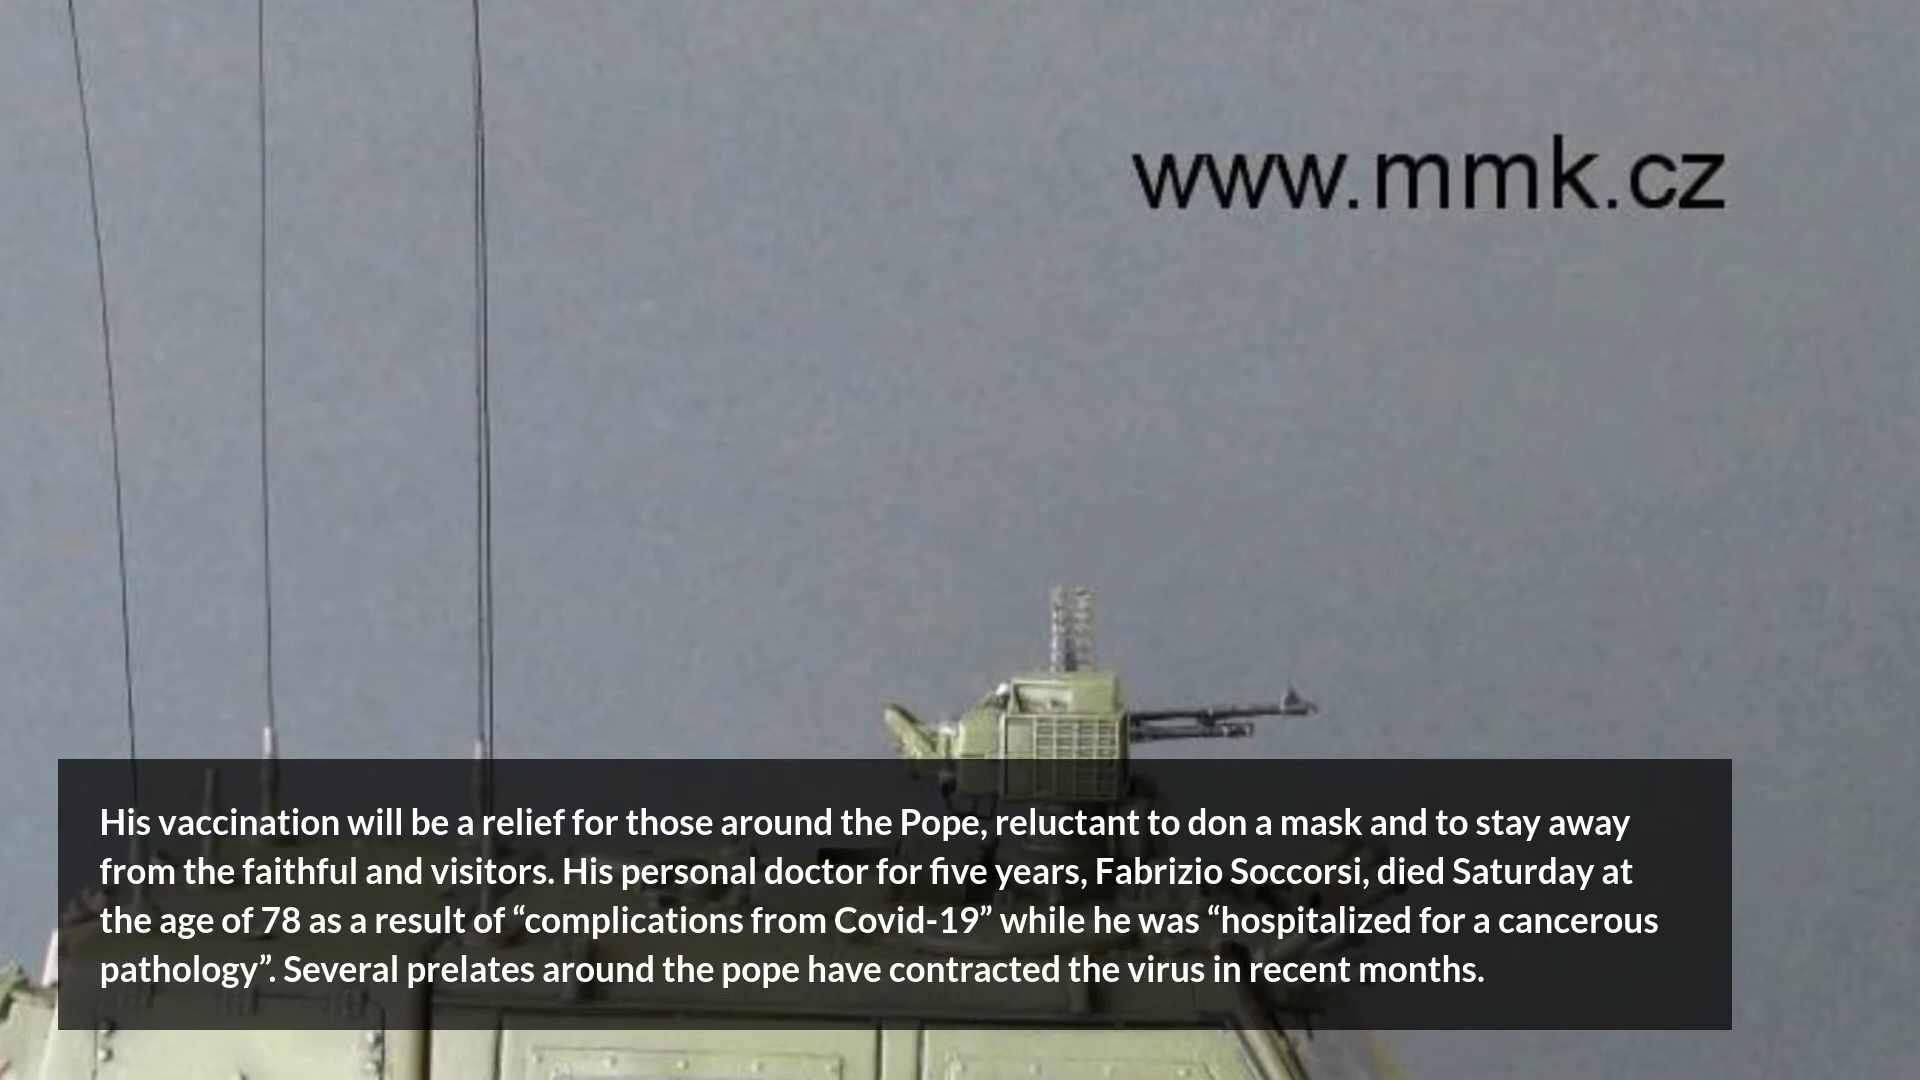 www.mmk.cz
His vaccination will be a relief for those around the Pope, reluctant to don a mask and to stay away
from the faithful and visitors. His personal doctor for five years, Fabrizio Soccorsi, died Saturday at
the age of 78 as a result of “complications from Covid-19” while he was “hospitalized for a cancerous
pathology”. Several prelates around the pope have contracted the virus in recent months.